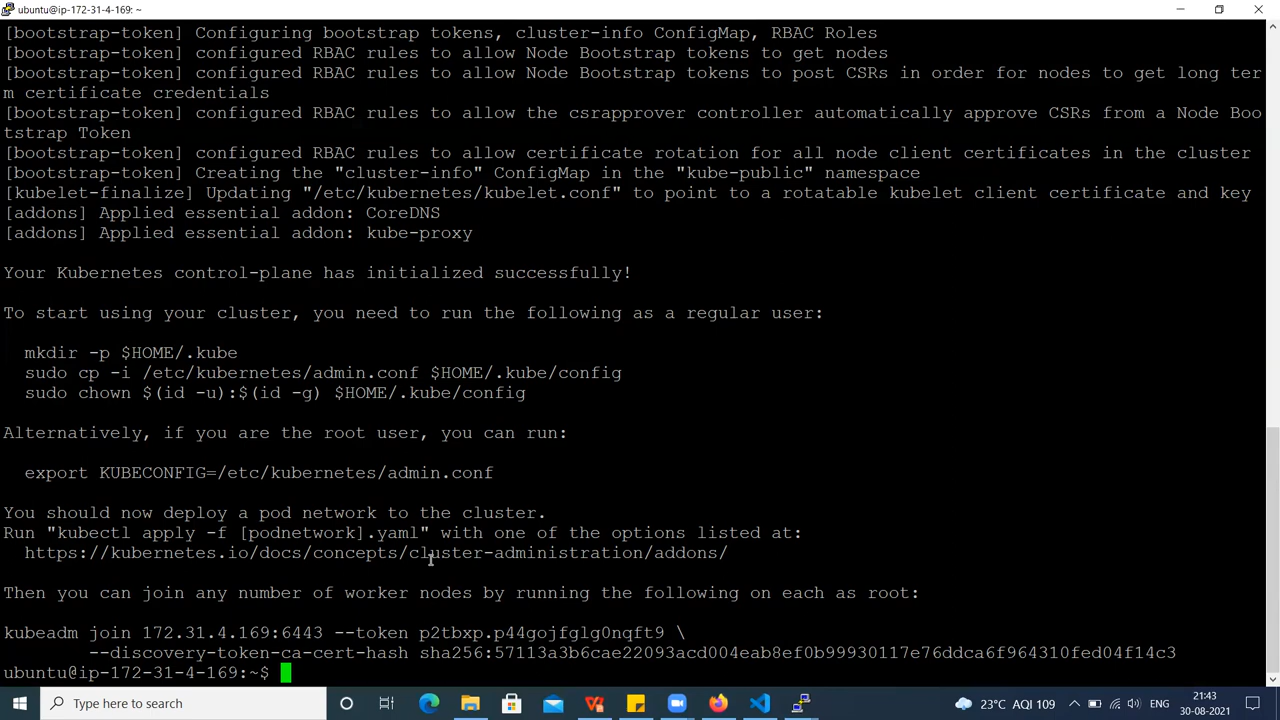 ubuntu@ip-172-31-4-169: ~
[bootstrap-token] Configuring bootstrap tokens, cluster-info ConfigMap, RBAC Roles
[bootstrap-token] configured RBAC rules to allow Node Bootstrap tokens to get nodes
[bootstrap-token] configured RBAC rules to allow Node Bootstrap tokens to post CSRs in order for nodes to get long ter
m certificate credentials
[bootstrap-token] configured RBAC rules to allow the csrapprover controller automatically approve CSRs from a Node Boo
tstrap Token
[bootstrap-token] configured RBAC rules to allow certificate rotation for all node client certificates in the cluster
[bootstrap-token] Creating the "cluster-info" ConfigMap in the "kube-public" namespace
[kubelet-finalize] Updating "/etc/kubernetes/kubelet.conf" to point to a rotatable kubelet client certificate and key
[addons] Applied essential addon: CoreDNS
[addons] Applied essential addon: kube-proxy
Your Kubernetes control-plane has initialized successfully!
To start using your cluster, you need to run the following as a regular user:
mkdir -p $HOME/.kube
sudo cp -i /etc/kubernetes/admin.conf $HOME/.kube/config
sudo chown $(id -u):$(id -g) $HOME/.kube/config
Alternatively, if you are the root user, you can run:
export KUBECONFIG=/etc/kubernetes/admin.conf
You should now deploy a pod network to the cluster.
Run "kubectl apply -f [podnetwork].yaml" with one of the options listed at:
https://kubernetes.io/docs/concepts/cluster-administration/addons/
Then you can join any number of worker nodes by running the following on each as root:
kubeadm join 172.31.4.169:6443 --token p2tbxp.p44gojfglg0nqft9 \
--discovery-token-ca-cert-hash sha256:57113a3b6cae22093acd004eab8ef0b99930117e76ddca6f964310fed04f14c3
ubuntu@ip-172-31-4-169:~$
Type here to search
23°C AQI 109
ENG
21:43
30-08-2021